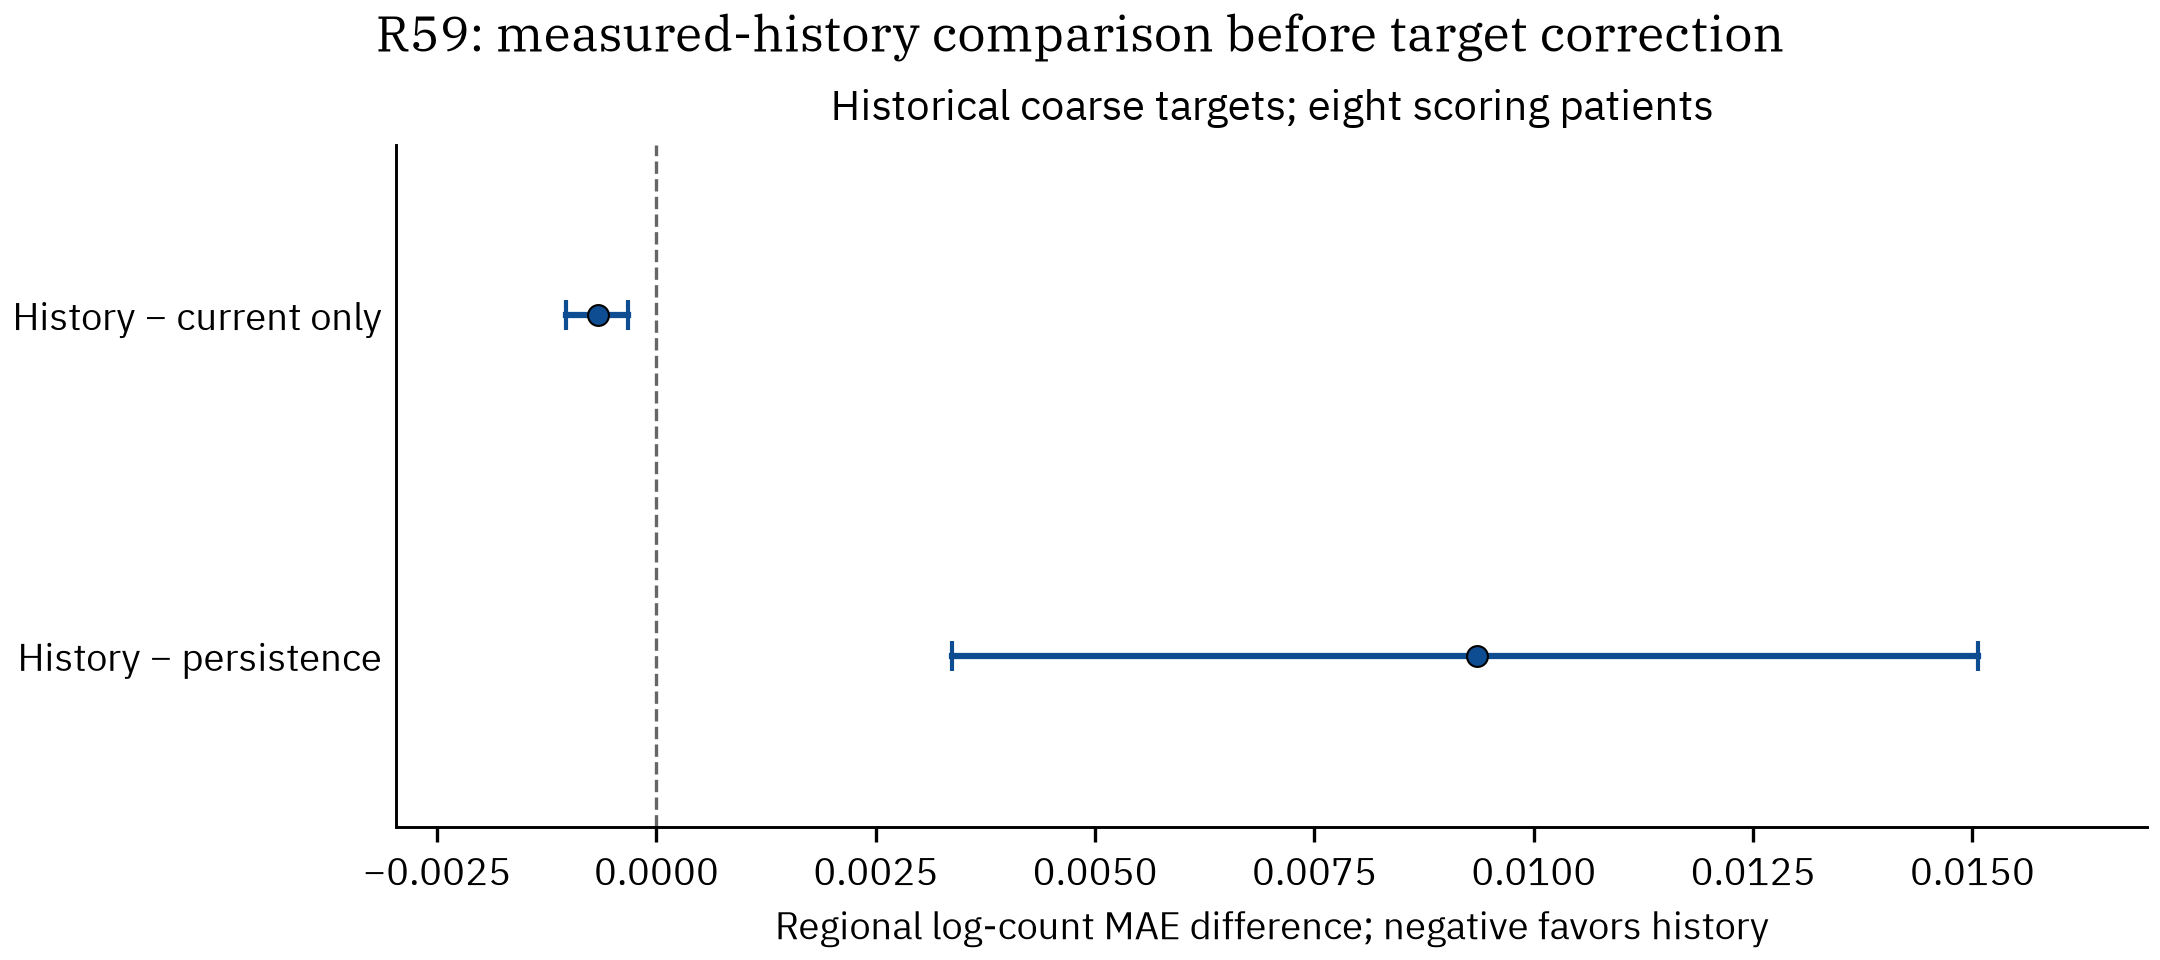 R59: measured-history comparison before target correction
Historical coarse targets; eight scoring patients
History – current only
History – persistence
−0.0025 0.0000 0.0025 0.0050 0.0075 0.0100 0.0125 0.0150
Regional log-count MAE difference; negative favors history